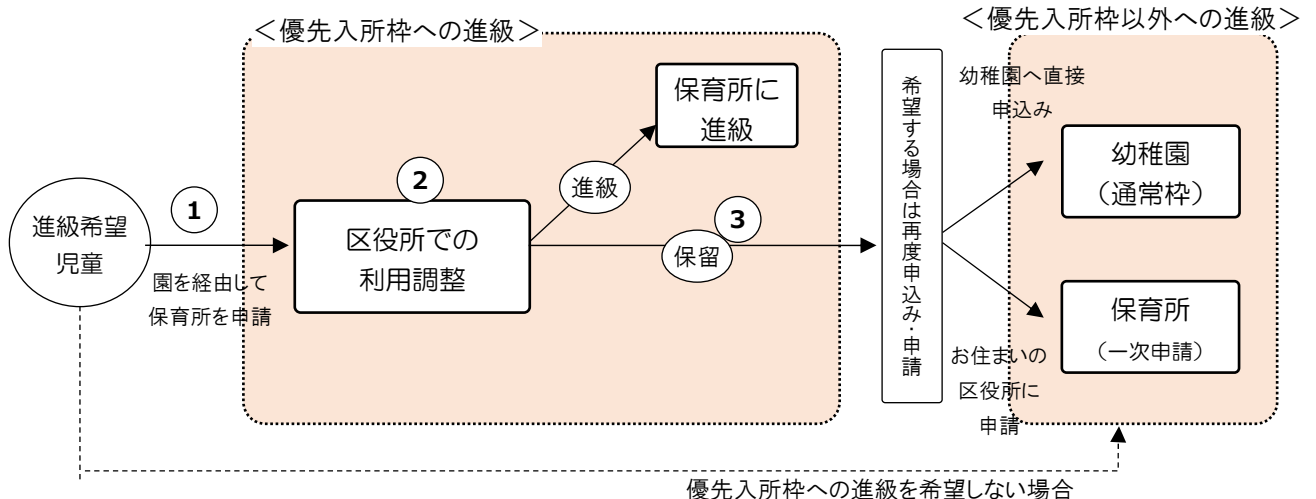 ＜優先入所枠への進級＞
＜優先入所枠以外への進級＞
進級希望
児童
1
園を経由して
保育所を申請
2
区役所での
利用調整
進級
保育所に
進級
3
保留
希望する場合は再度申込み・申請
幼稚園へ直接
申込み
幼稚園
（通常枠）
保育所
（一次申請）
お住まいの
区役所に
申請
優先入所枠への進級を希望しない場合